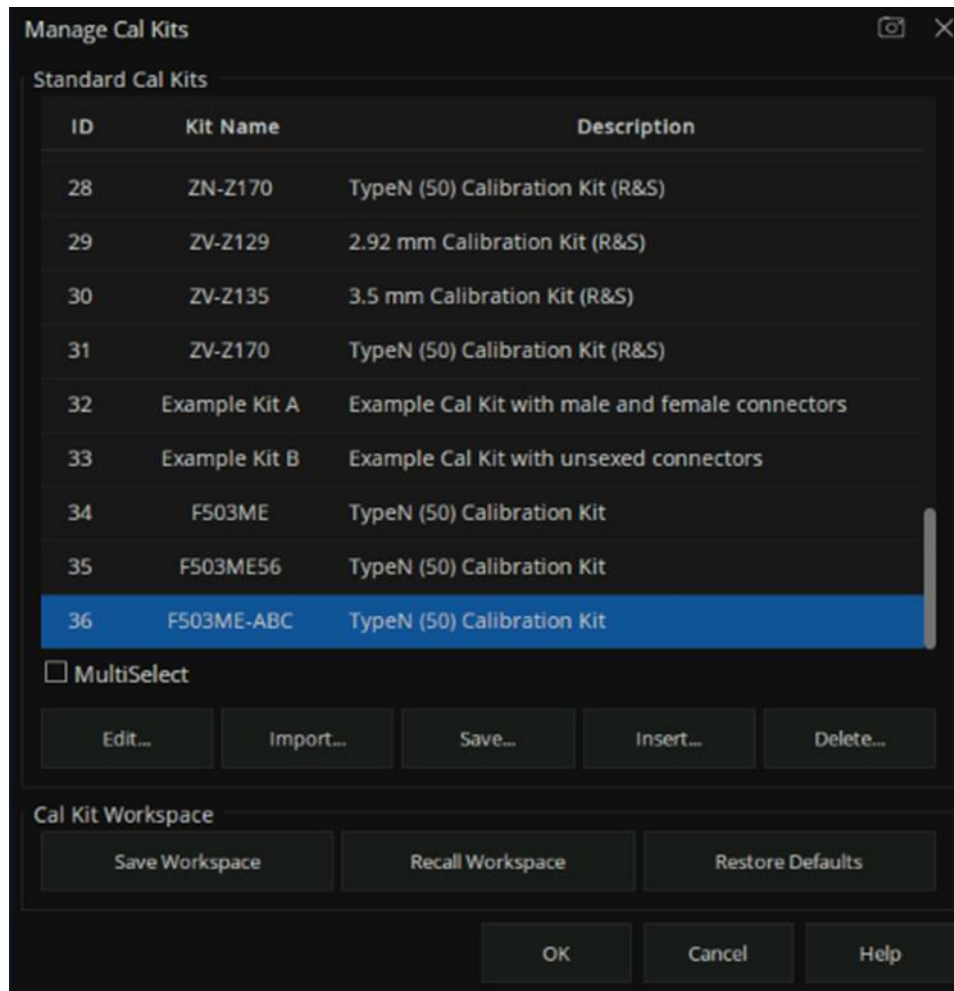 Manage Cal Kits
Standard Cal Kits
ID Kit Name Description
28 ZN-Z170 TypeN (50) Calibration Kit (R&S)
29 ZV-Z129 2.92 mm Calibration Kit (R&S)
30 ZV-Z135 3.5 mm Calibration Kit (R&S)
31 ZV-Z170 TypeN (50) Calibration Kit (R&S)
32 Example Kit A Example Cal Kit with male and female connectors
33 Example Kit B Example Cal Kit with unsexed connectors
34 F503ME TypeN (50) Calibration Kit
35 F503ME56 TypeN (50) Calibration Kit
36 F503ME-ABC TypeN (50) Calibration Kit
MultiSelect
Edit... Import... Save... Insert... Delete...
Cal Kit Workspace
Save Workspace Recall Workspace Restore Defaults
OK Cancel Help